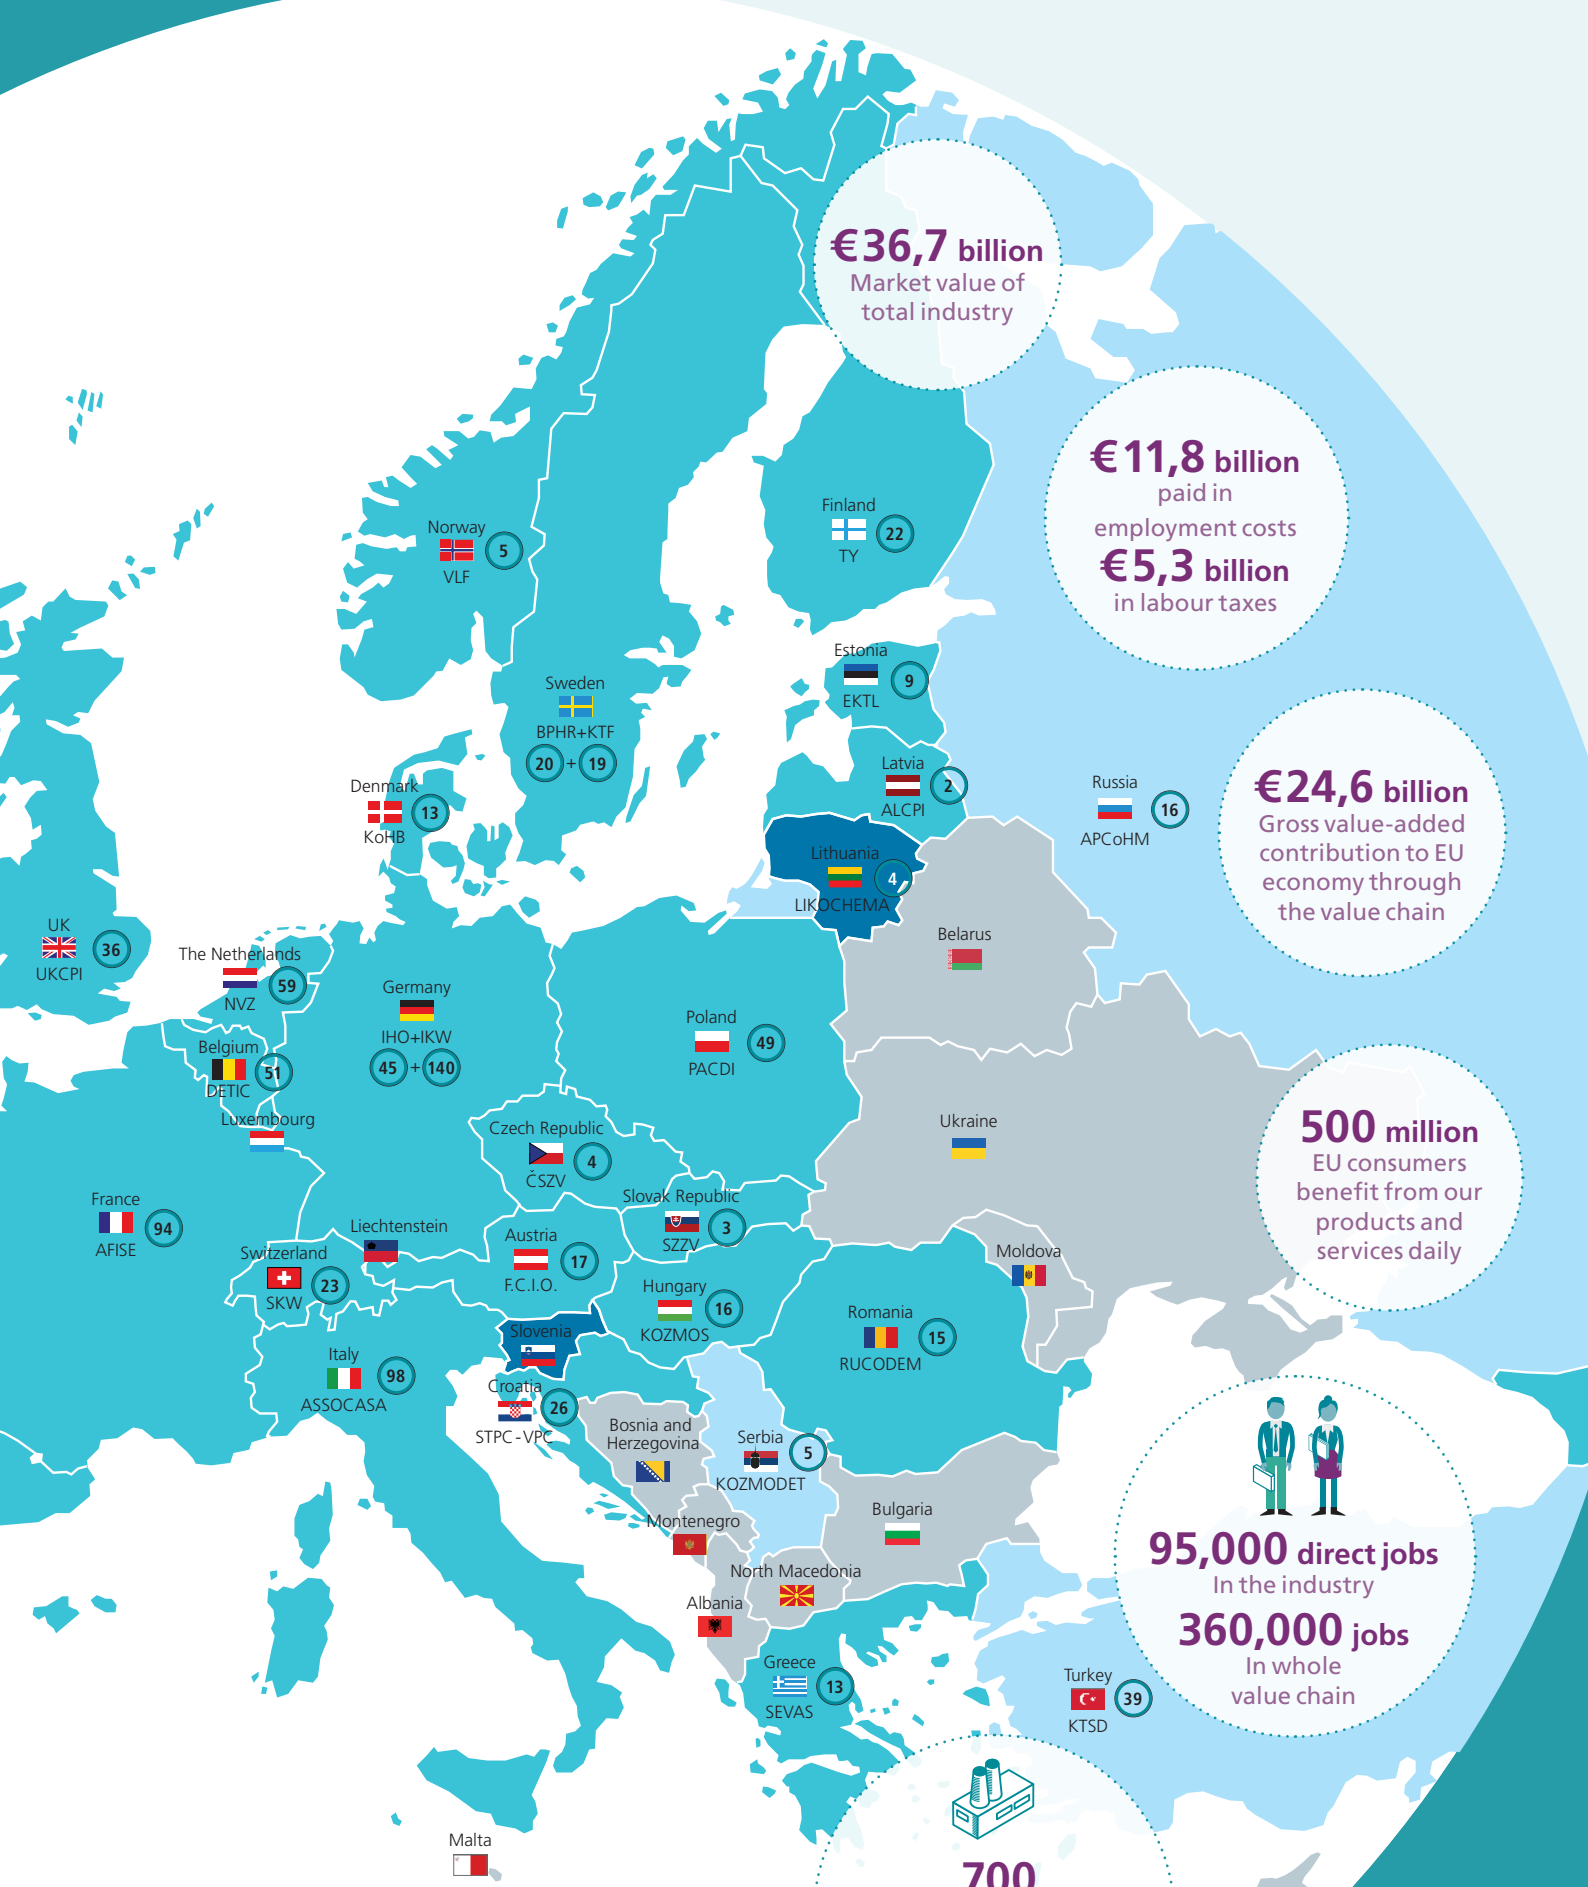 €36,7 billion
Market value of
total industry
€11,8 billion
paid in
employment costs
€5,3 billion
in labour taxes
Finland
22
TY
Norway
5
VLF
Estonia
9
EKTL
Sweden
BPHR+KTF
20 + 19
Latvia
2
ALCPI
Denmark
13
KoHB
Russia
16
APCoHM
€24,6 billion
Gross value-added
contribution to EU
economy through
the value chain
Lithuania
4
LIKOCHEMA
UK
36
UKCPI
The Netherlands
59
NVZ
Belarus
Germany
IHO+IKW
45 + 140
Poland
49
PACDI
Belgium
51
DETIC
Luxembourg
Czech Republic
4
ČSZV
Ukraine
500 million
EU consumers
benefit from our
products and
services daily
France
94
AFISE
Slovak Republic
3
SZZV
Liechtenstein
Switzerland
23
SKW
Austria
17
F.C.I.O.
Moldova
Hungary
16
KOZMOS
Romania
15
RUCODEM
Slovenia
Italy
98
ASSOCASA
Croatia
26
STPC-VPC
Bosnia and
Herzegovina
Serbia
5
KOZMODET
Bulgaria
Montenegro
North Macedonia
Albania
95,000 direct jobs
In the industry
360,000 jobs
In whole
value chain
Greece
13
SEVAS
Turkey
39
KTSD
Malta
700